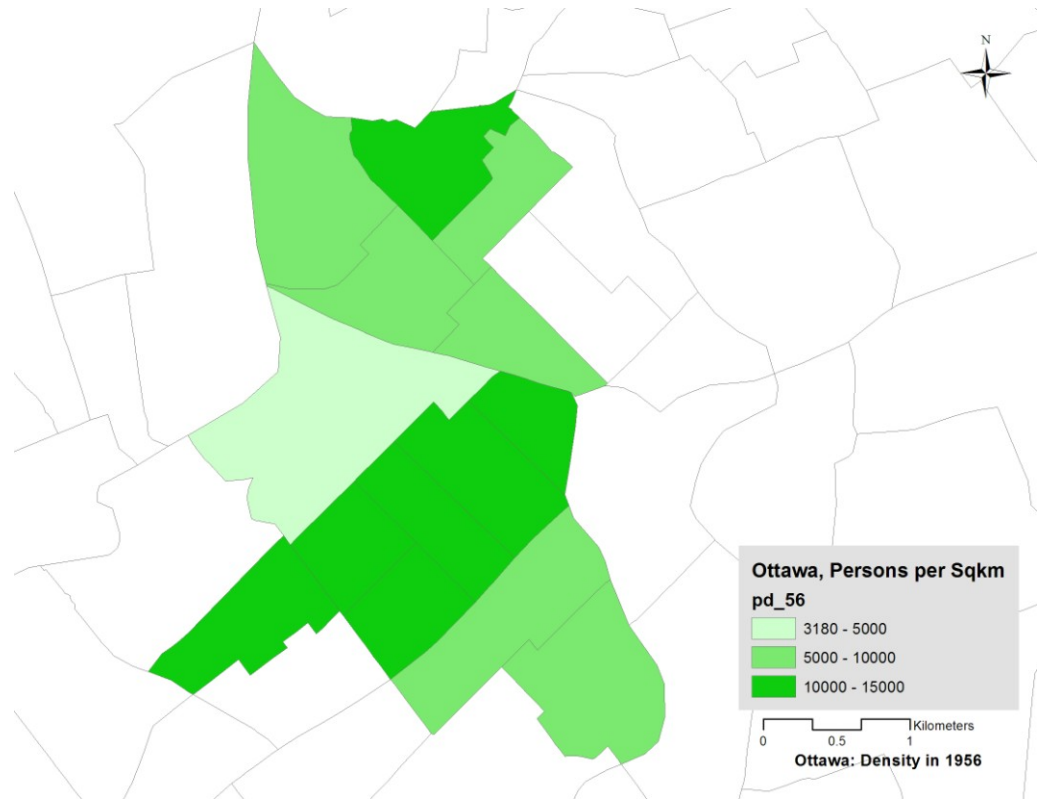 N
Ottawa, Persons per Sqkm
pd_56
3180 - 5000
5000 - 10000
10000 - 15000
Kilometers
0 0.5 1
Ottawa: Density in 1956